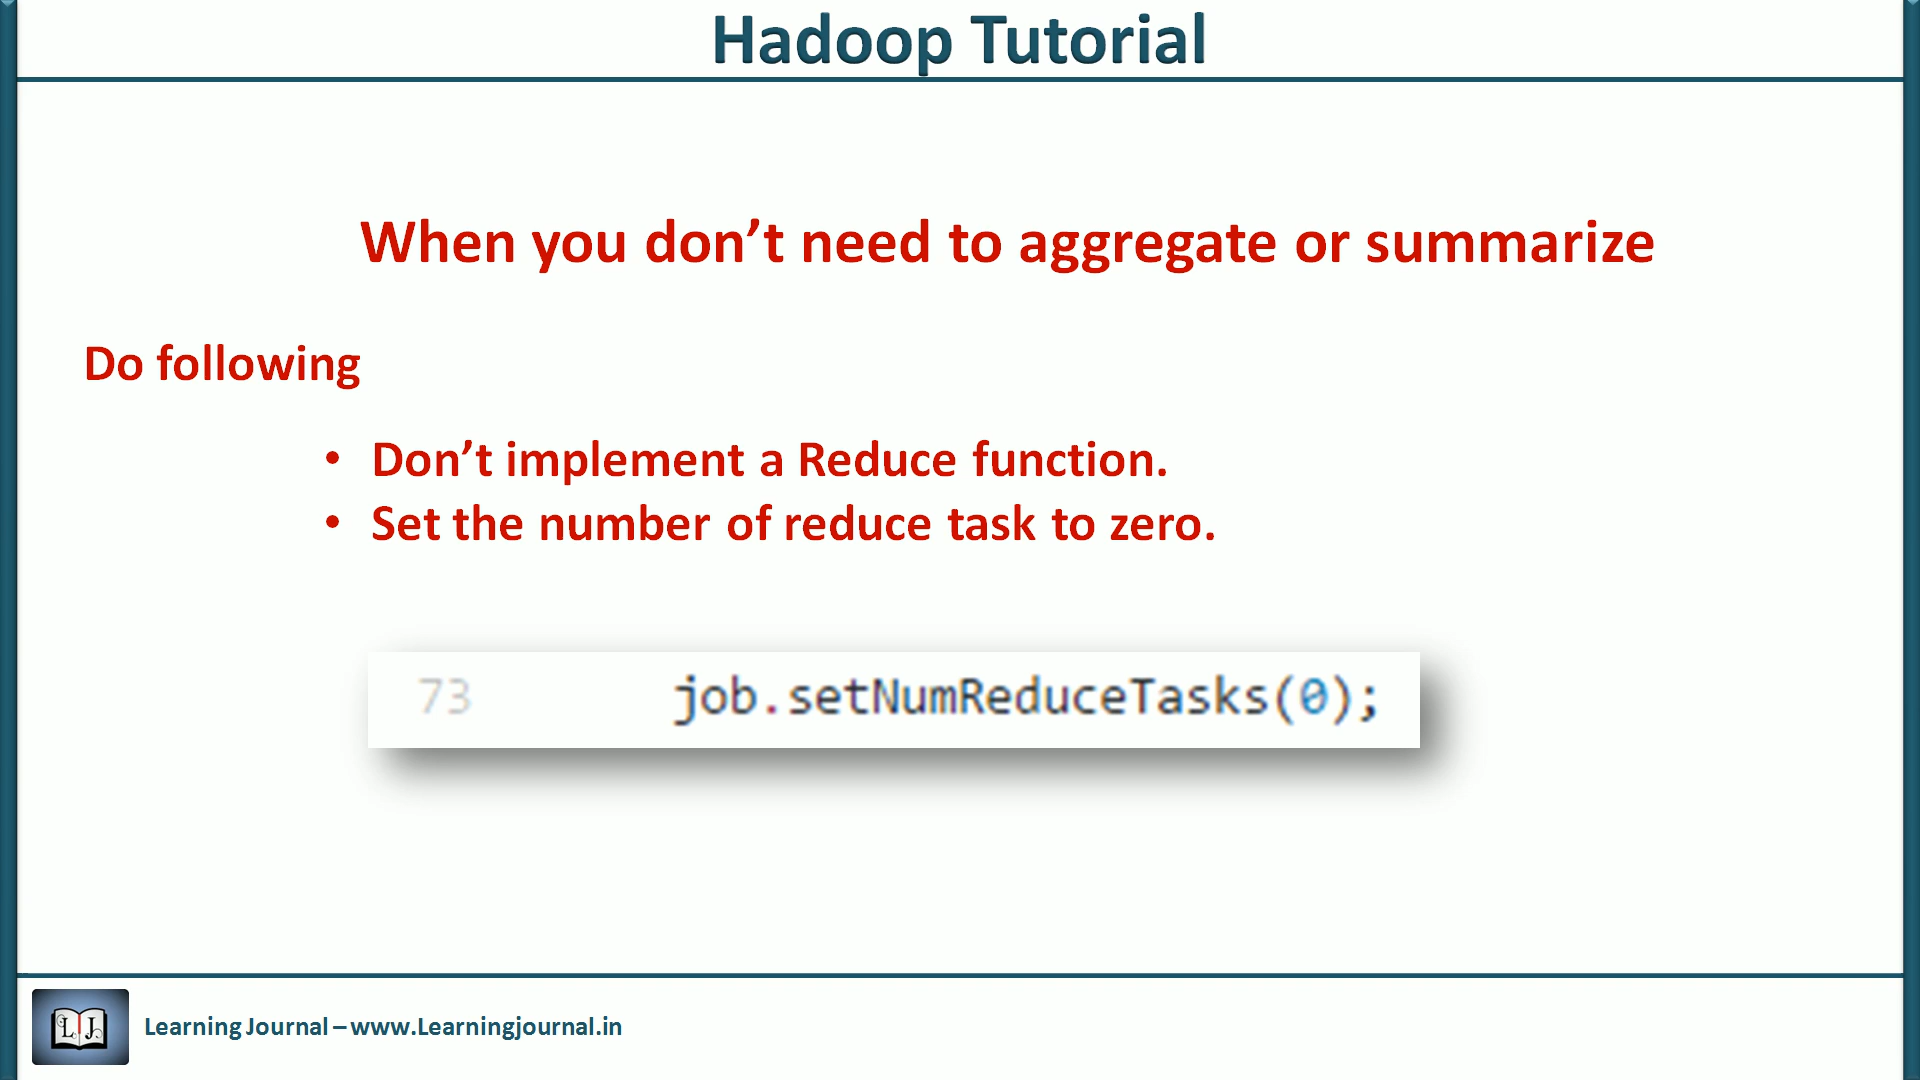 Hadoop Tutorial
When you don’t need to aggregate or summarize
Do following
• Don’t implement a Reduce function.
• Set the number of reduce task to zero.
73 job.setNumReduceTasks(0);
L J
Learning Journal – www.Learningjournal.in